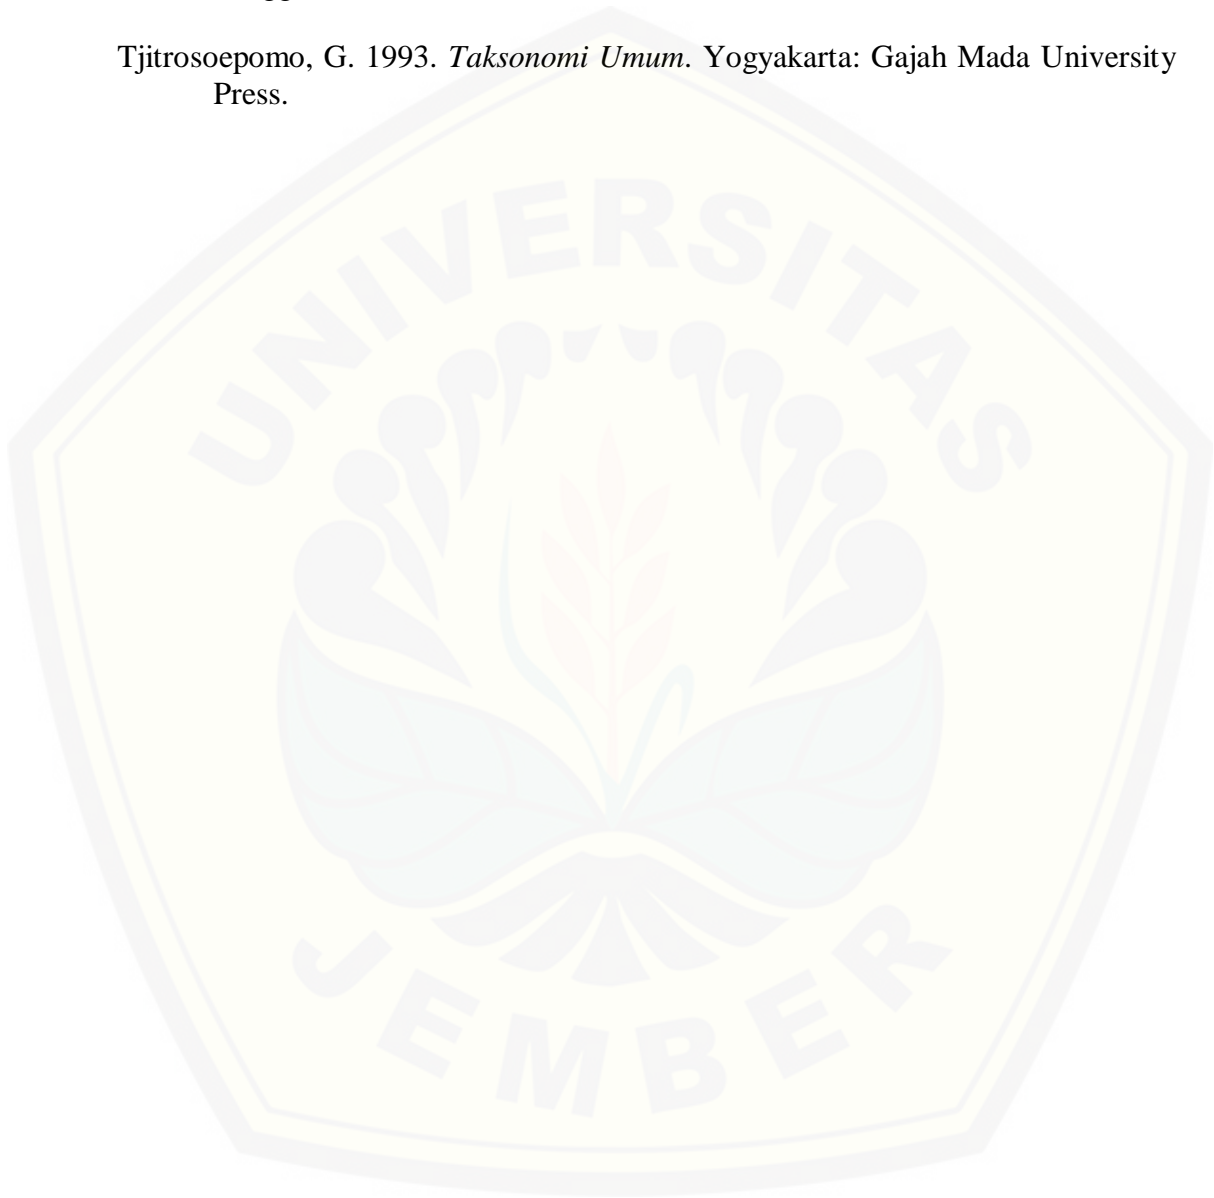 Tjitrosoepomo, G. 1993. Taksonomi Umum. Yogyakarta: Gajah Mada University
Press.
UNIVERSITAS
JEMBER